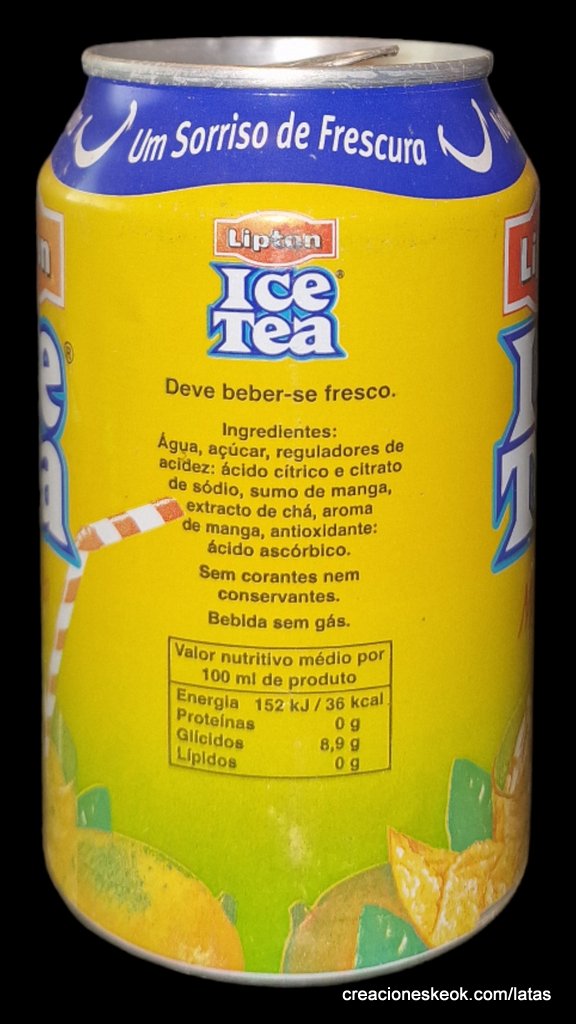 Um Sorriso de Frescura
Lipton
Ice
Tea®
Deve beber-se fresco.
Ingredientes:
Água, açúcar, reguladores de
acidez: ácido cítrico e citrato
de sódio, sumo de manga,
extracto de chá, aroma
de manga, antioxidante:
ácido ascórbico.
Sem corantes nem
conservantes.
Bebida sem gás.
Valor nutritivo médio por
100 ml de produto
Energia 152 kJ / 36 kcal
Proteínas 0 g
Glícidos 8,9 g
Lípidos 0 g
creacioneskeok.com/latas